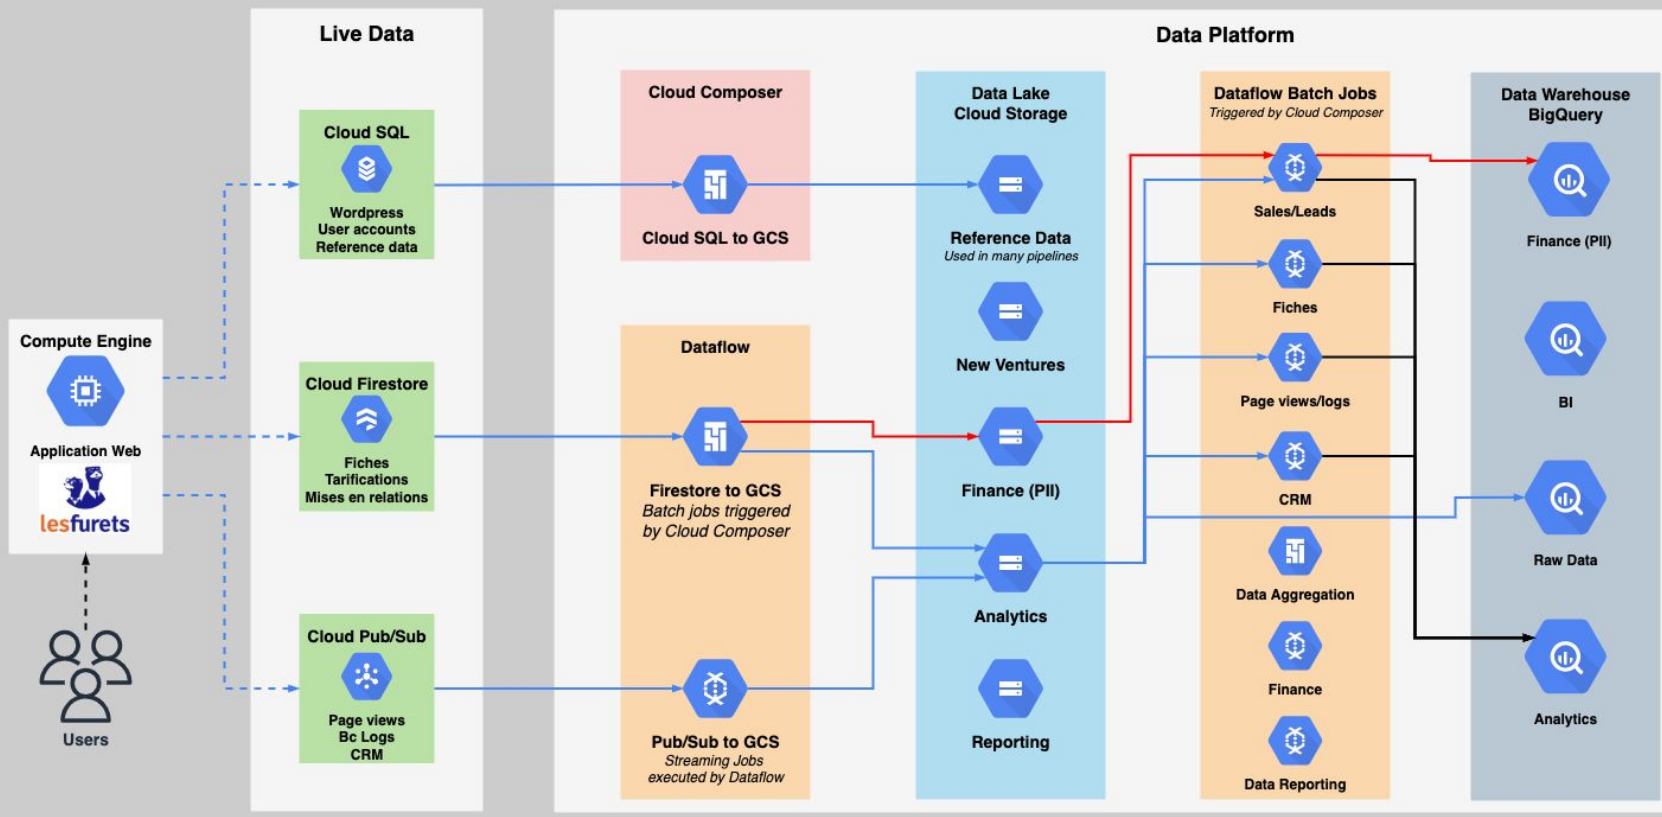 Live Data
Data Platform
Compute Engine
Application Web
lesfurets
Users
Cloud SQL
Wordpress
User accounts
Reference data
Cloud Firestore
Fiches
Tarifications
Mises en relations
Cloud Pub/Sub
Page views
Bc Logs
CRM
Cloud Composer
Cloud SQL to GCS
Dataflow
Firestore to GCS
Batch jobs triggered
by Cloud Composer
Pub/Sub to GCS
Streaming Jobs
executed by Dataflow
Data Lake
Cloud Storage
Reference Data
Used in many pipelines
New Ventures
Finance (PII)
Analytics
Reporting
Dataflow Batch Jobs
Triggered by Cloud Composer
Sales/Leads
Fiches
Page views/logs
CRM
Data Aggregation
Finance
Data Reporting
Data Warehouse
BigQuery
Finance (PII)
BI
Raw Data
Analytics